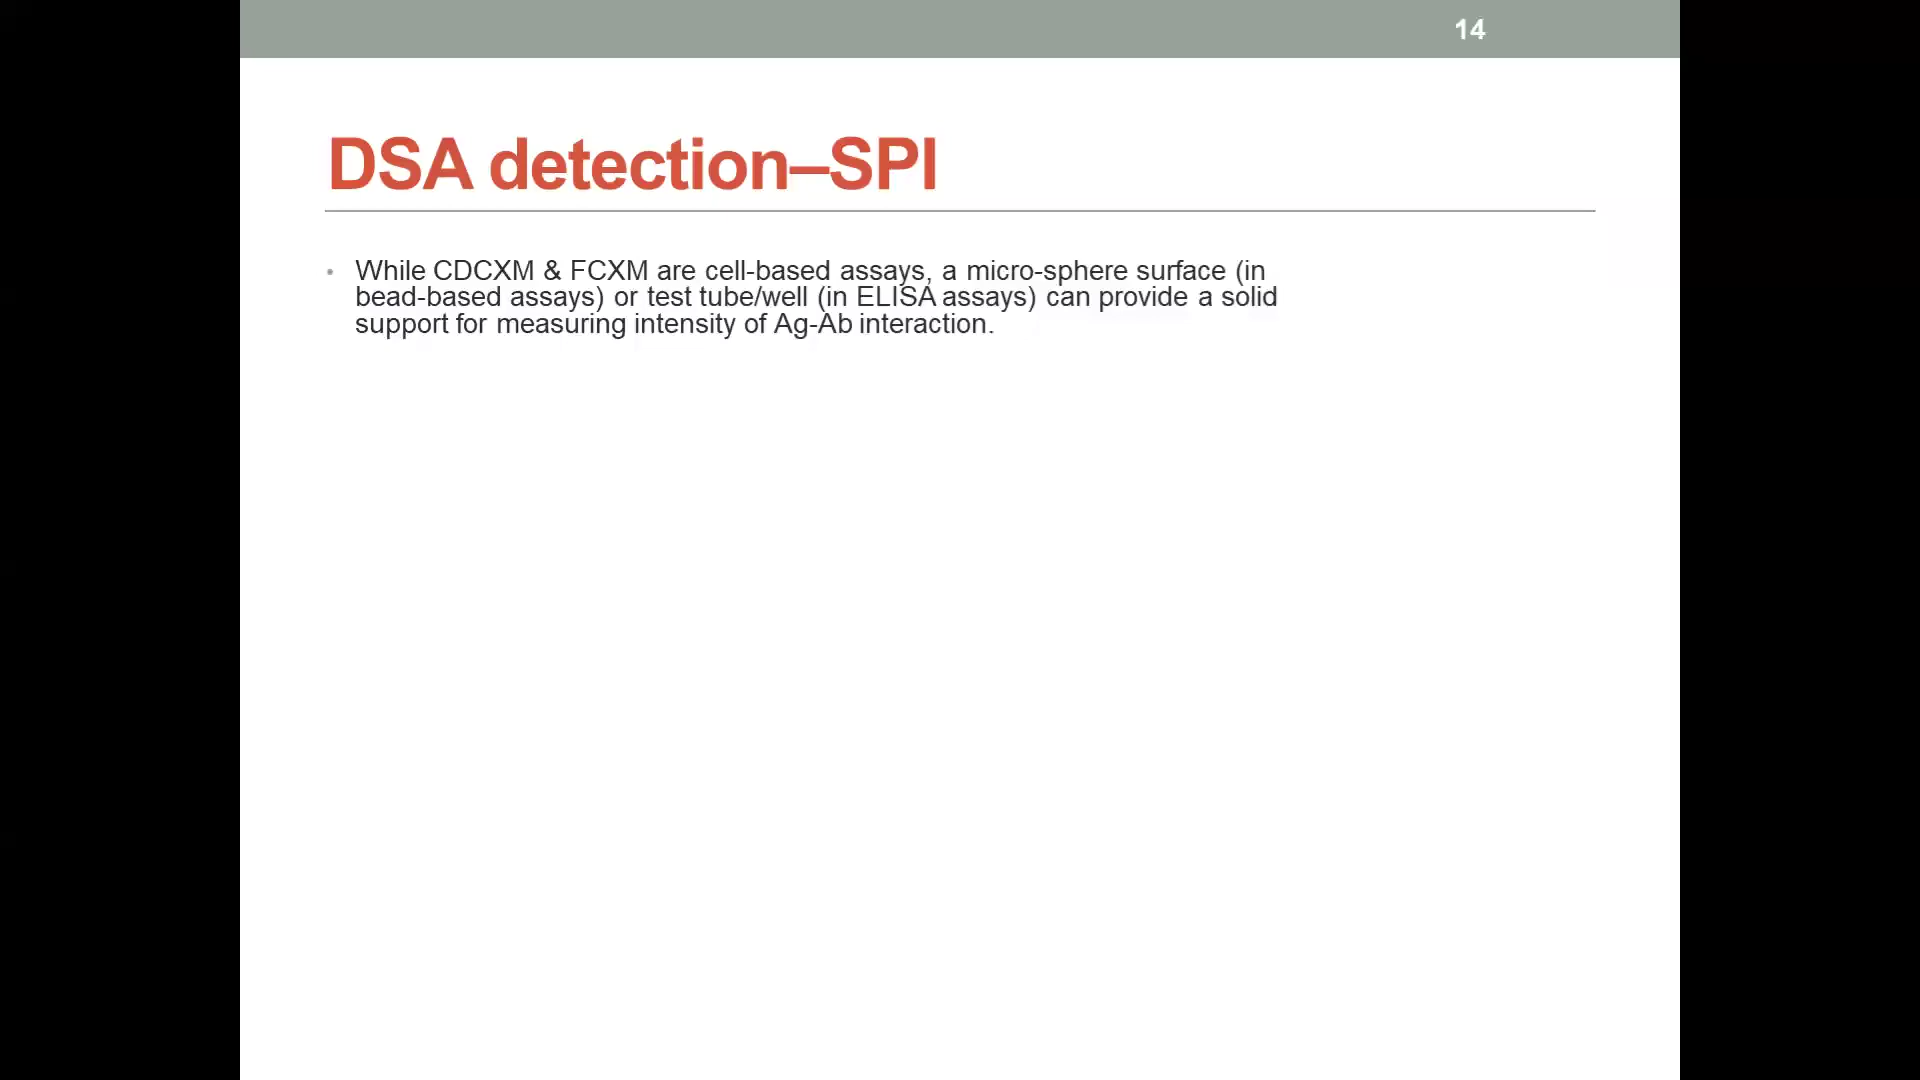 14
DSA detection–SPI
• While CDCXM & FCXM are cell-based assays, a micro-sphere surface (in
bead-based assays) or test tube/well (in ELISA assays) can provide a solid
support for measuring intensity of Ag-Ab interaction.